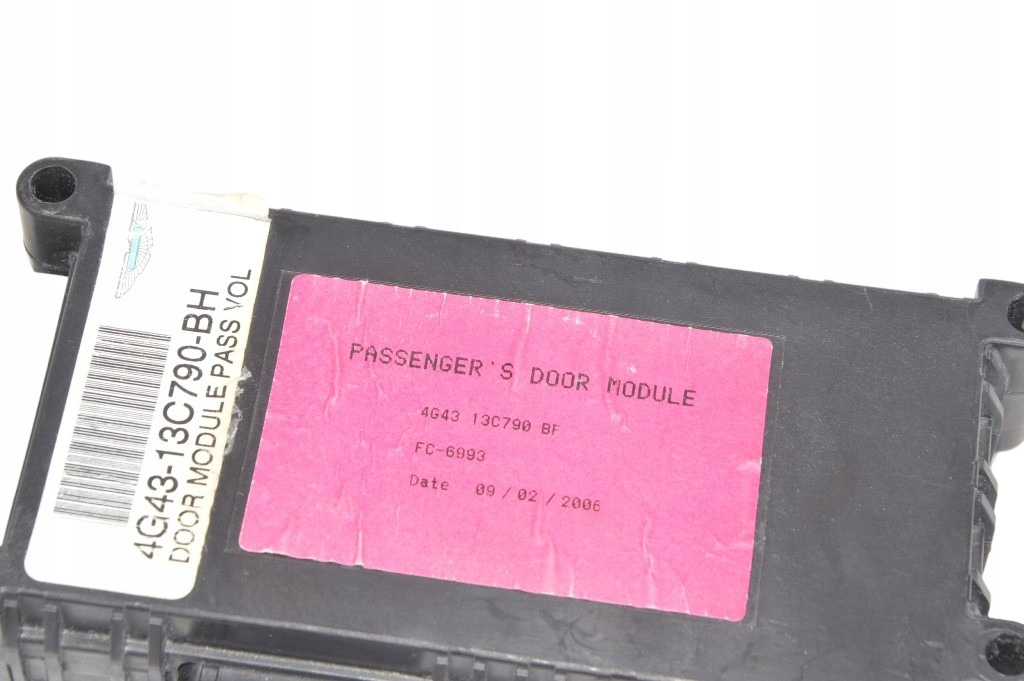 4G43-13C790-BH
DOOR MODULE PASS VOL
PASSENGER'S DOOR MODULE
4G43 13C790 BF
FC-6993
Date 09/02/2006